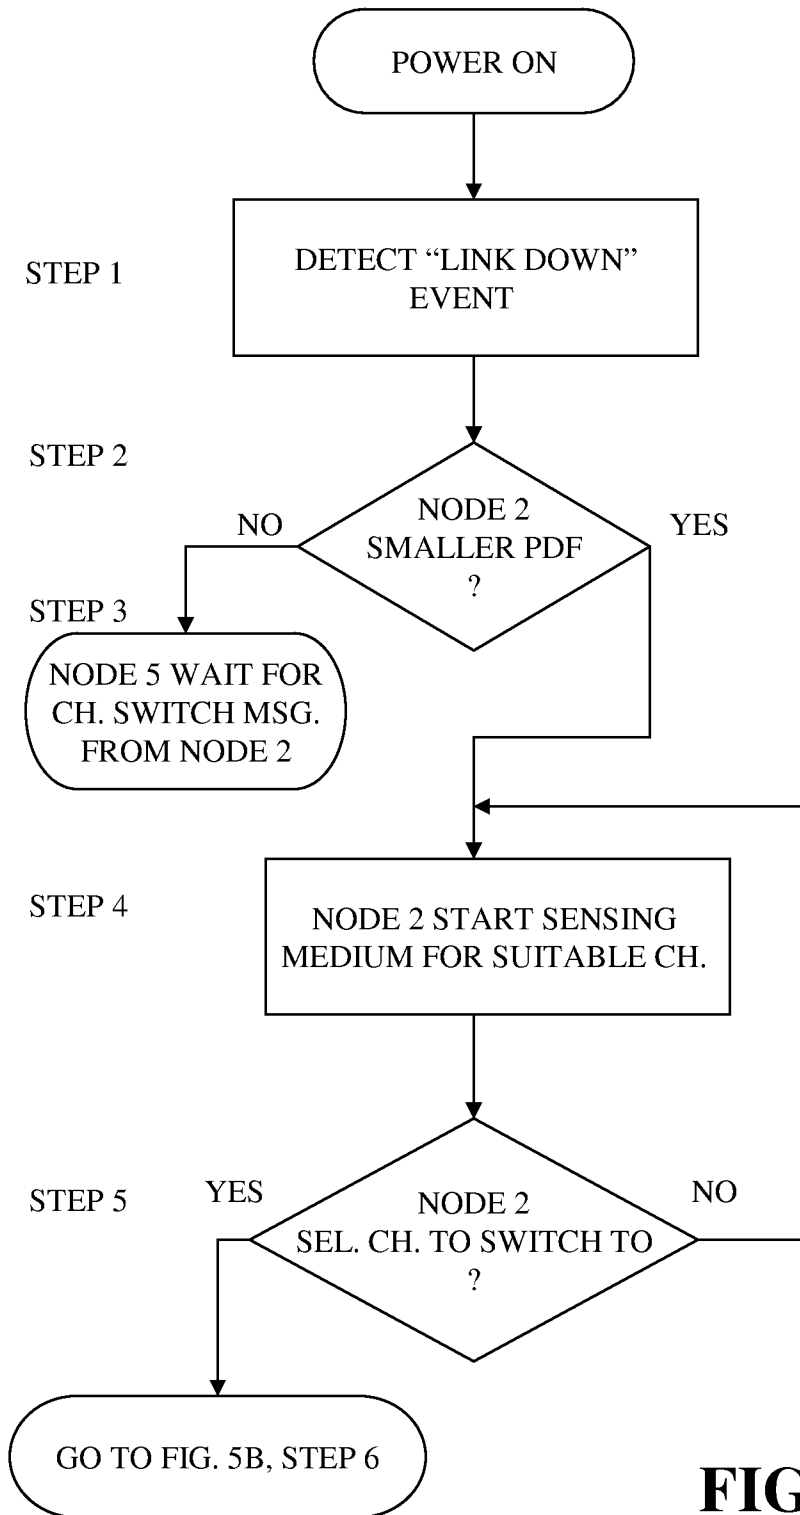 POWER ON
STEP 1
DETECT “LINK DOWN”
EVENT
STEP 2
NODE 2
SMALLER PDF
?
NO
YES
STEP 3
NODE 5 WAIT FOR
CH. SWITCH MSG.
FROM NODE 2
STEP 4
NODE 2 START SENSING
MEDIUM FOR SUITABLE CH.
STEP 5
YES
NODE 2
SEL. CH. TO SWITCH TO
?
NO
GO TO FIG. 5B, STEP 6
FIG